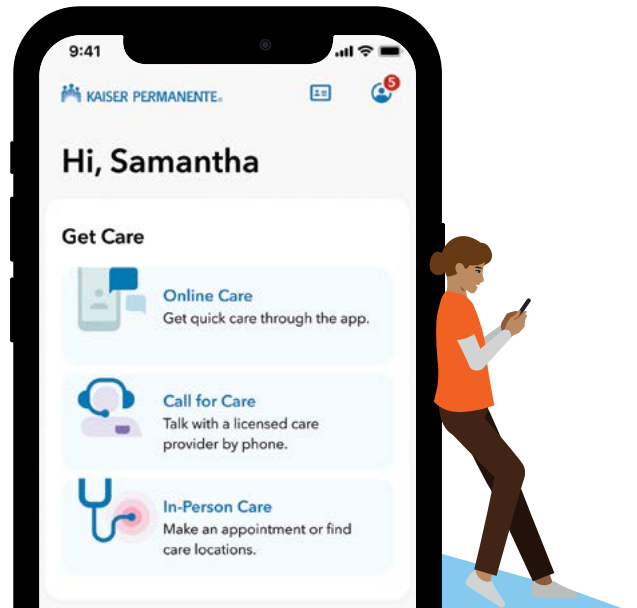 9:41
5
KAISER PERMANENTE®
Hi, Samantha
Get Care
Online Care
Get quick care through the app.
Call for Care
Talk with a licensed care
provider by phone.
In-Person Care
Make an appointment or find
care locations.